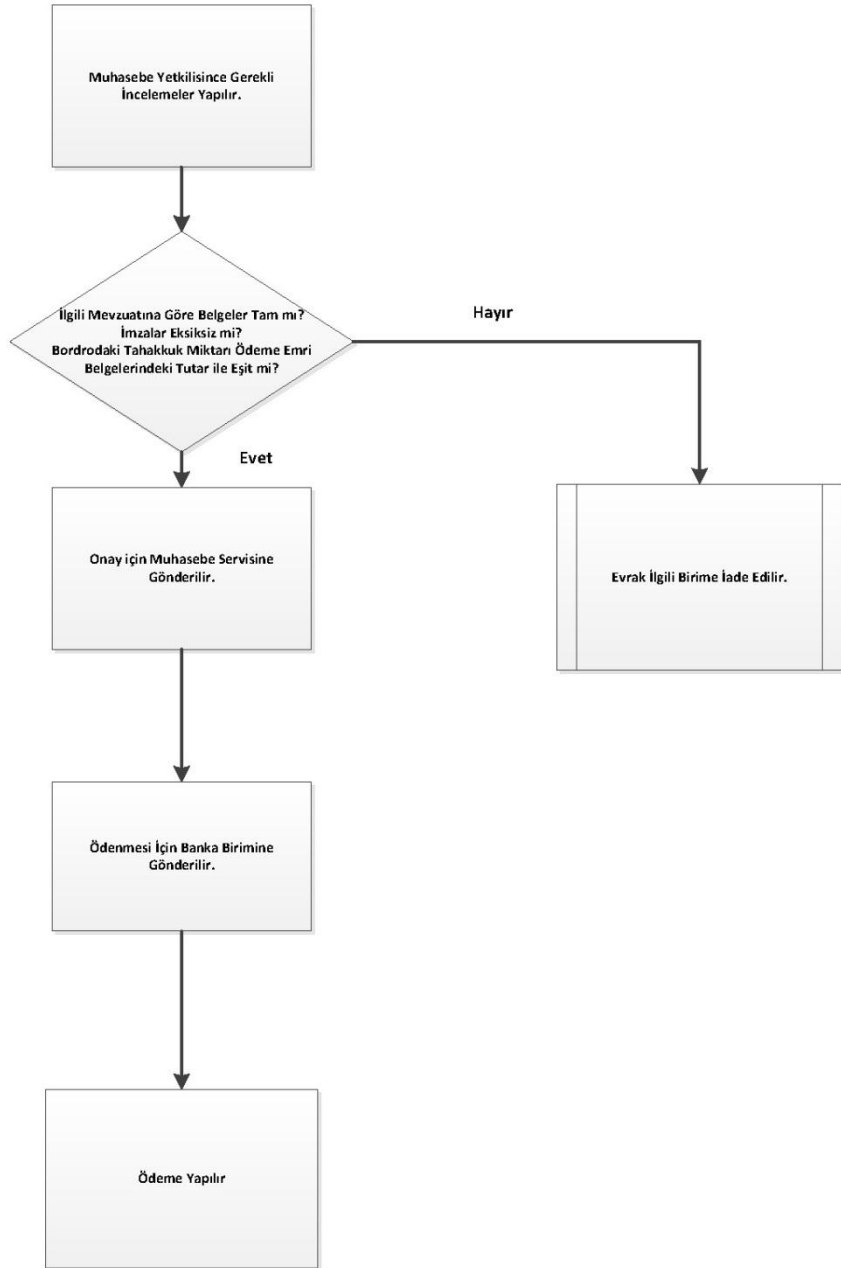 Muhasebe Yetkilisince Gerekli
İncelemeler Yapılır.
İlgili Mevzuatına Göre Belgeler Tam mı?
İmzalar Eksiksiz mi?
Bordrodaki Tahakkuk Miktarı Ödeme Emri
Belgelerindeki Tutar ile Eşit mi?
Hayır
Evet
Onay için Muhasebe Servisine
Gönderilir.
Evrak İlgili Birime İade Edilir.
Ödenmesi İçin Banka Birimine
Gönderilir.
Ödeme Yapılır